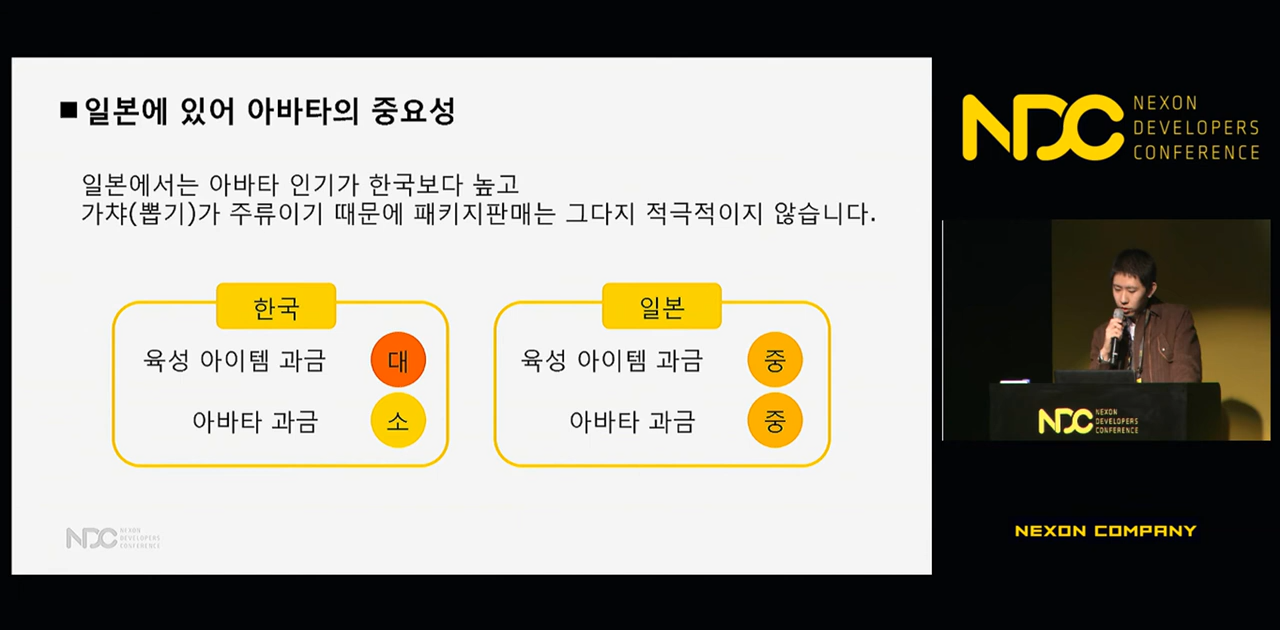 ■ 일본에 있어 아바타의 중요성
일본에서는 아바타 인기가 한국보다 높고
가챠(뽑기)가 주류이기 때문에 패키지판매는 그다지 적극적이지 않습니다.
한국
육성 아이템 과금 대
아바타 과금 소
일본
육성 아이템 과금 중
아바타 과금 중
NDC NEXON
DEVELOPERS
CONFERENCE
NDC NEXON
DEVELOPERS
CONFERENCE
NDC NEXON
DEVELOPERS
CONFERENCE
NEXON COMPANY